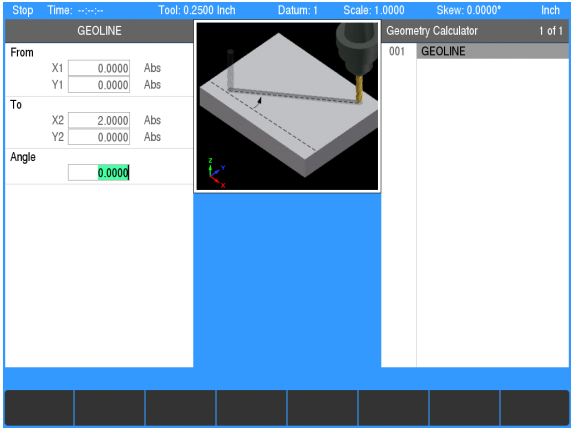 Stop Time: --:--:-- Tool: 0.2500 Inch Datum: 1 Scale: 1.0000 Skew: 0.0000° Inch
GEOLINE
From
X1 0.0000 Abs
Y1 0.0000 Abs
To
X2 2.0000 Abs
Y2 0.0000 Abs
Angle
0.0000
Z
Y
X
Geometry Calculator 1 of 1
001 GEOLINE